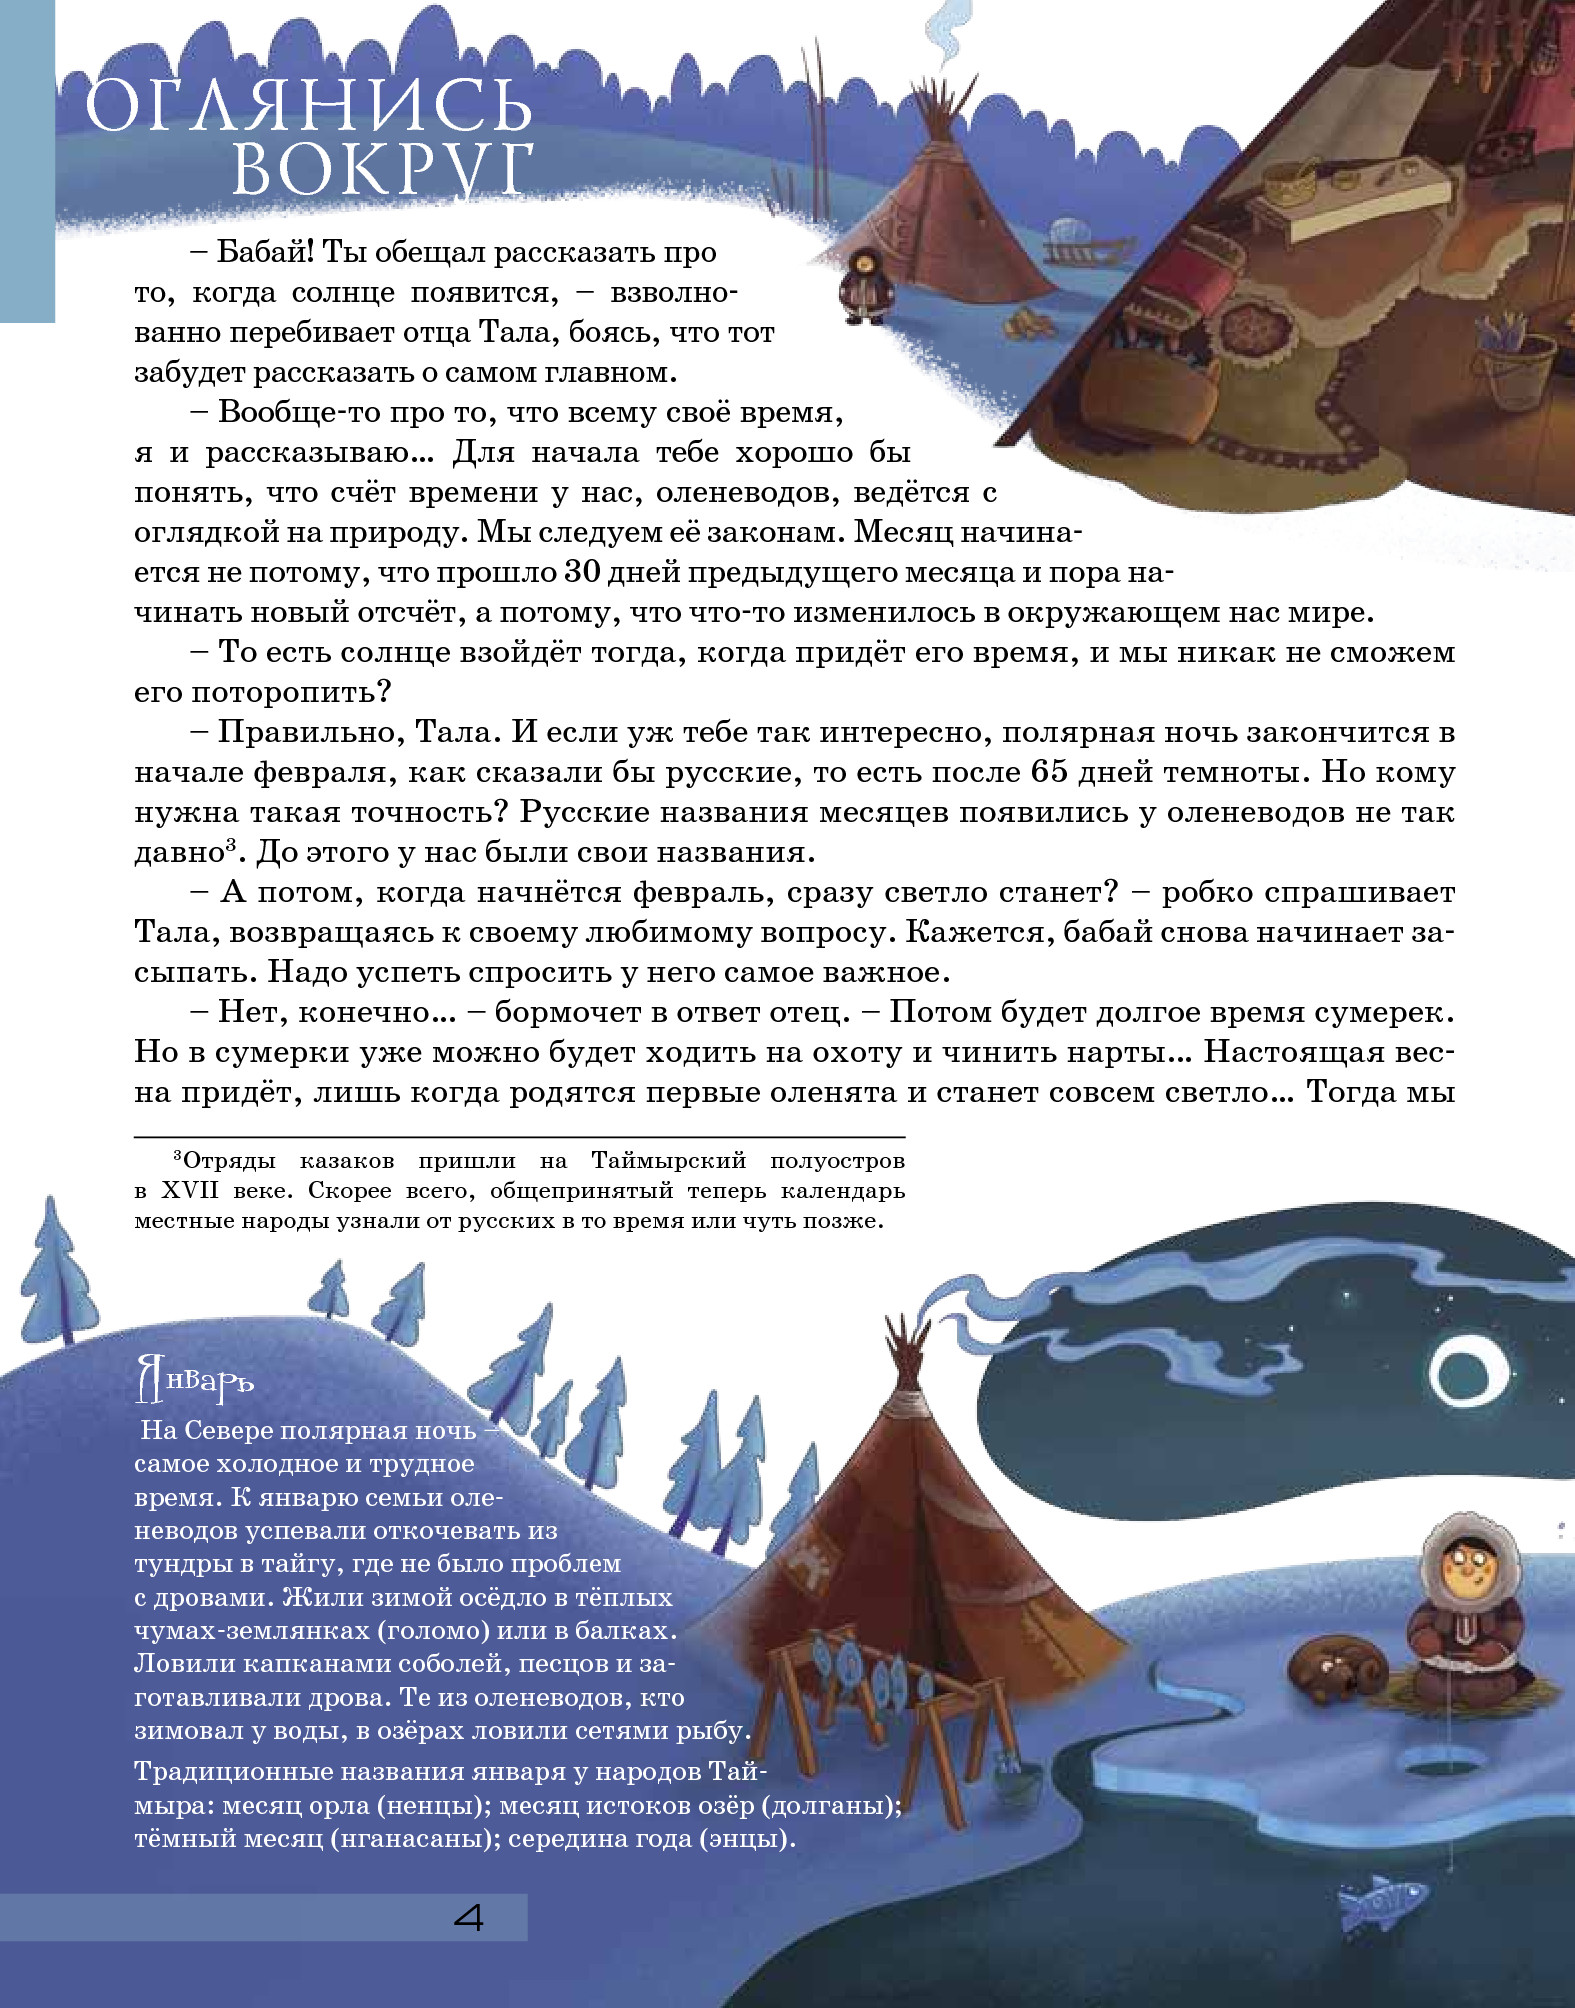 ОГЛЯНИСЬ
ВОКРУГ
– Бабай! Ты обещал рассказать про
то, когда солнце появится, – взволно-
ванно перебивает отца Тала, боясь, что тот
забудет рассказать о самом главном.
– Вообще-то про то, что всему своё время,
я и рассказываю... Для начала тебе хорошо бы
понять, что счёт времени у нас, оленеводов, ведётся с
оглядкой на природу. Мы следуем её законам. Месяц начина-
ется не потому, что прошло 30 дней предыдущего месяца и пора на-
чинать новый отсчёт, а потому, что что-то изменилось в окружающем нас мире.
– То есть солнце взойдёт тогда, когда придёт его время, и мы никак не сможем
его поторопить?
– Правильно, Тала. И если уж тебе так интересно, полярная ночь закончится в
начале февраля, как сказали бы русские, то есть после 65 дней темноты. Но кому
нужна такая точность? Русские названия месяцев появились у оленеводов не так
давно³. До этого у нас были свои названия.
– А потом, когда начнётся февраль, сразу светло станет? – робко спрашивает
Тала, возвращаясь к своему любимому вопросу. Кажется, бабай снова начинает за-
сыпать. Надо успеть спросить у него самое важное.
– Нет, конечно... – бормочет в ответ отец. – Потом будет долгое время сумерек.
Но в сумерки уже можно будет ходить на охоту и чинить нарты... Настоящая вес-
на придёт, лишь когда родятся первые оленята и станет совсем светло... Тогда мы
³Отряды казаков пришли на Таймырский полуостров
в XVII веке. Скорее всего, общепринятый теперь календарь
местные народы узнали от русских в то время или чуть позже.
Январь
На Севере полярная ночь –
самое холодное и трудное
время. К январю семьи оле-
неводов успевали откочевать из
тундры в тайгу, где не было проблем
с дровами. Жили зимой осёдло в тёплых
чумах-землянках (голомо) или в балках.
Ловили капканами соболей, песцов и за-
готавливали дрова. Те из оленеводов, кто
зимовал у воды, в озёрах ловили сетями рыбу.
Традиционные названия января у народов Тай-
мыра: месяц орла (ненцы); месяц истоков озёр (долганы);
тёмный месяц (нганасаны); середина года (энцы).
4